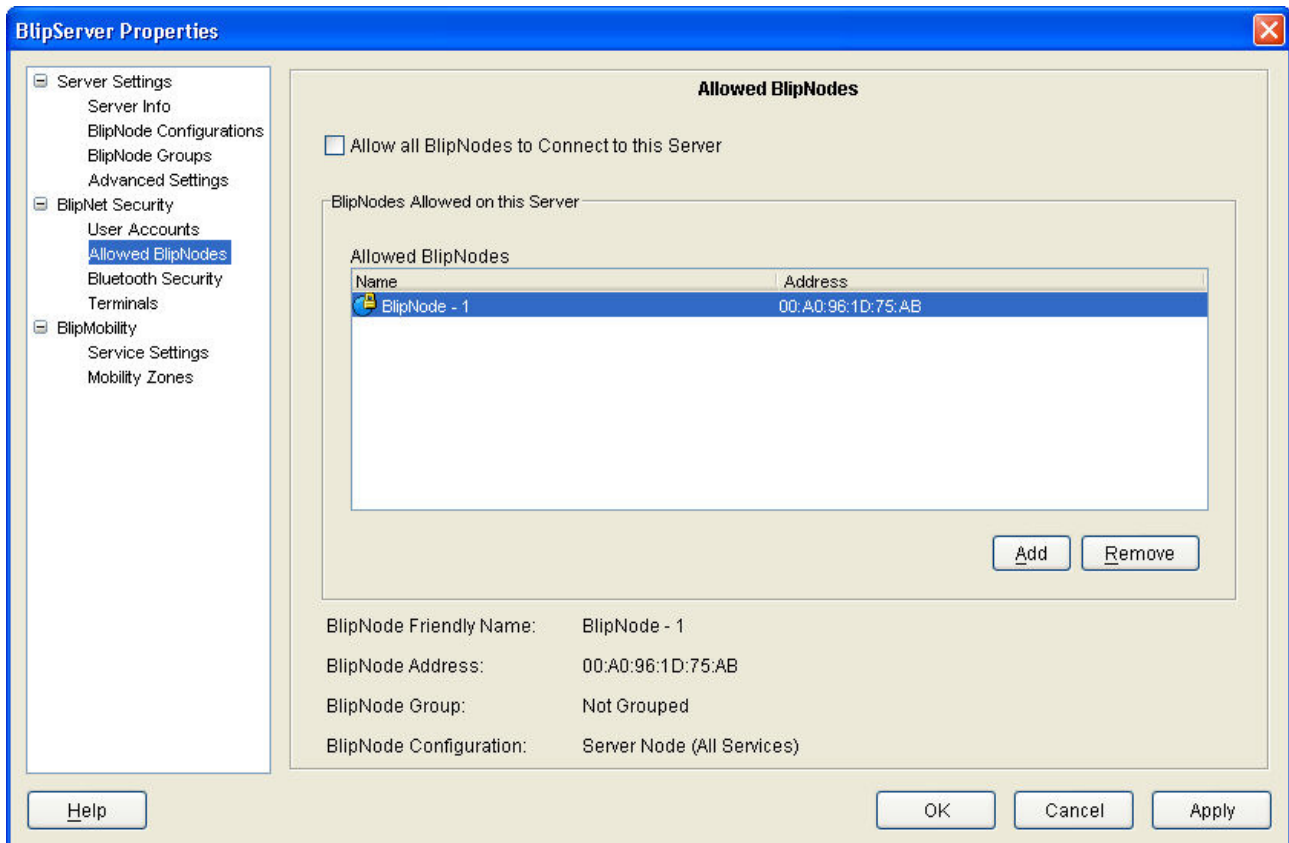 BlipServer Properties
Server Settings
Server Info
BlipNode Configurations
BlipNode Groups
Advanced Settings
BlipNet Security
User Accounts
Allowed BlipNodes
Bluetooth Security
Terminals
BlipMobility
Service Settings
Mobility Zones
Allowed BlipNodes
Allow all BlipNodes to Connect to this Server
BlipNodes Allowed on this Server
Allowed BlipNodes
Name Address
BlipNode - 1 00:A0:96:1D:75:AB
Add Remove
BlipNode Friendly Name: BlipNode - 1
BlipNode Address: 00:A0:96:1D:75:AB
BlipNode Group: Not Grouped
BlipNode Configuration: Server Node (All Services)
Help OK Cancel Apply